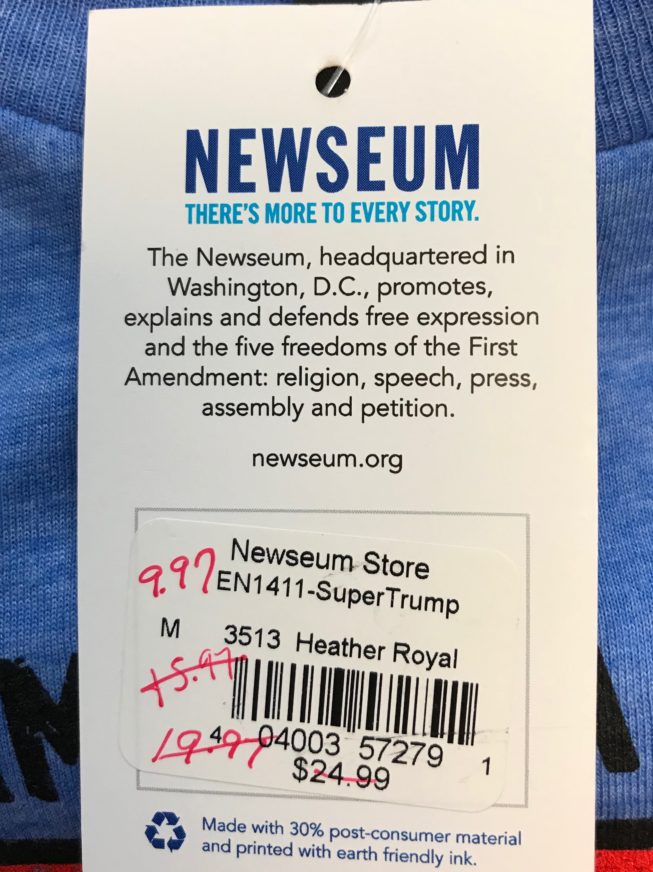 NEWSEUM
THERE'S MORE TO EVERY STORY.
The Newseum, headquartered in
Washington, D.C., promotes,
explains and defends free expression
and the five freedoms of the First
Amendment: religion, speech, press,
assembly and petition.
newseum.org
9.97 Newseum Store
EN1411-SuperTrump
M 3513 Heather Royal
15.97
19.97 4 04003 57279 1
$24.99
Made with 30% post-consumer material
and printed with earth friendly ink.